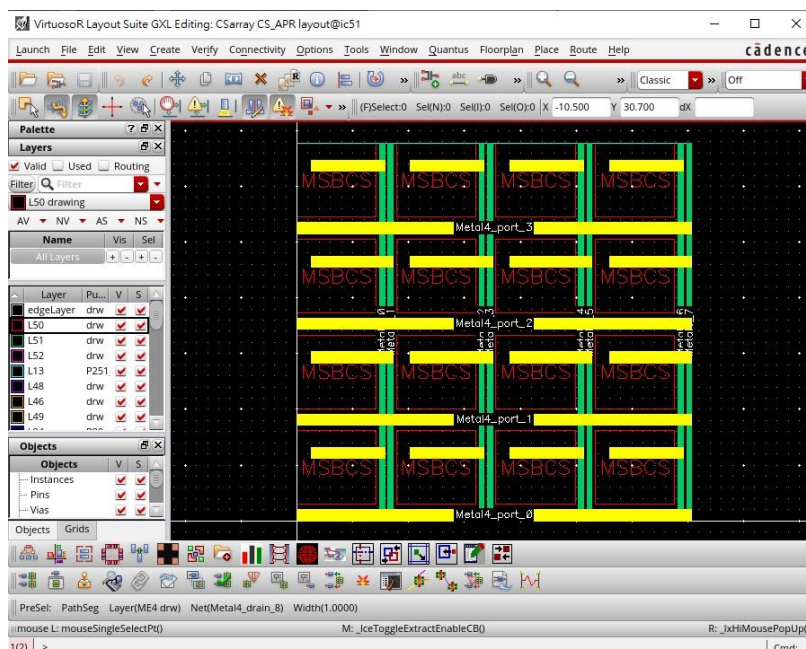 VirtuosoR Layout Suite GXL Editing: CSarray CS_APR layout@ic51
Launch File Edit View Create Verify Connectivity Options Tools Window Quantus Floorplan Place Route Help
cādence
abc
Classic
Off
(F)Select:0 Sel(N):0 Sel(I):0 Sel(O):0 X -10.500 Y 30.700 dX
Palette
Layers
Valid Used Routing
Filter Filter
L50 drawing
AV NV AS NS
Name Vis Sel
All Layers + - + -
Layer Pu... V S
edgeLayer drw
L50 drw
L51 drw
L52 drw
L13 P251
L48 drw
L46 drw
L49 drw
Objects
Objects V S
Instances
Pins
Vias
Objects Grids
MSBCS MSBCS MSBCS MSBCS
Metal4_port_3
MSBCS MSBCS MSBCS MSBCS
Metal4_port_2
MSBCS MSBCS MSBCS MSBCS
Metal4_port_1
MSBCS MSBCS MSBCS MSBCS
Metal4_port_0
PreSel: PathSeg Layer(ME4 drw) Net(Metal4_drain_8) Width(1.0000)
mouse L: mouseSingleSelectPt()
M: _IceToggleExtractEnableCB()
R: _lxHiMousePopUp(
1(2) >
Cmd: